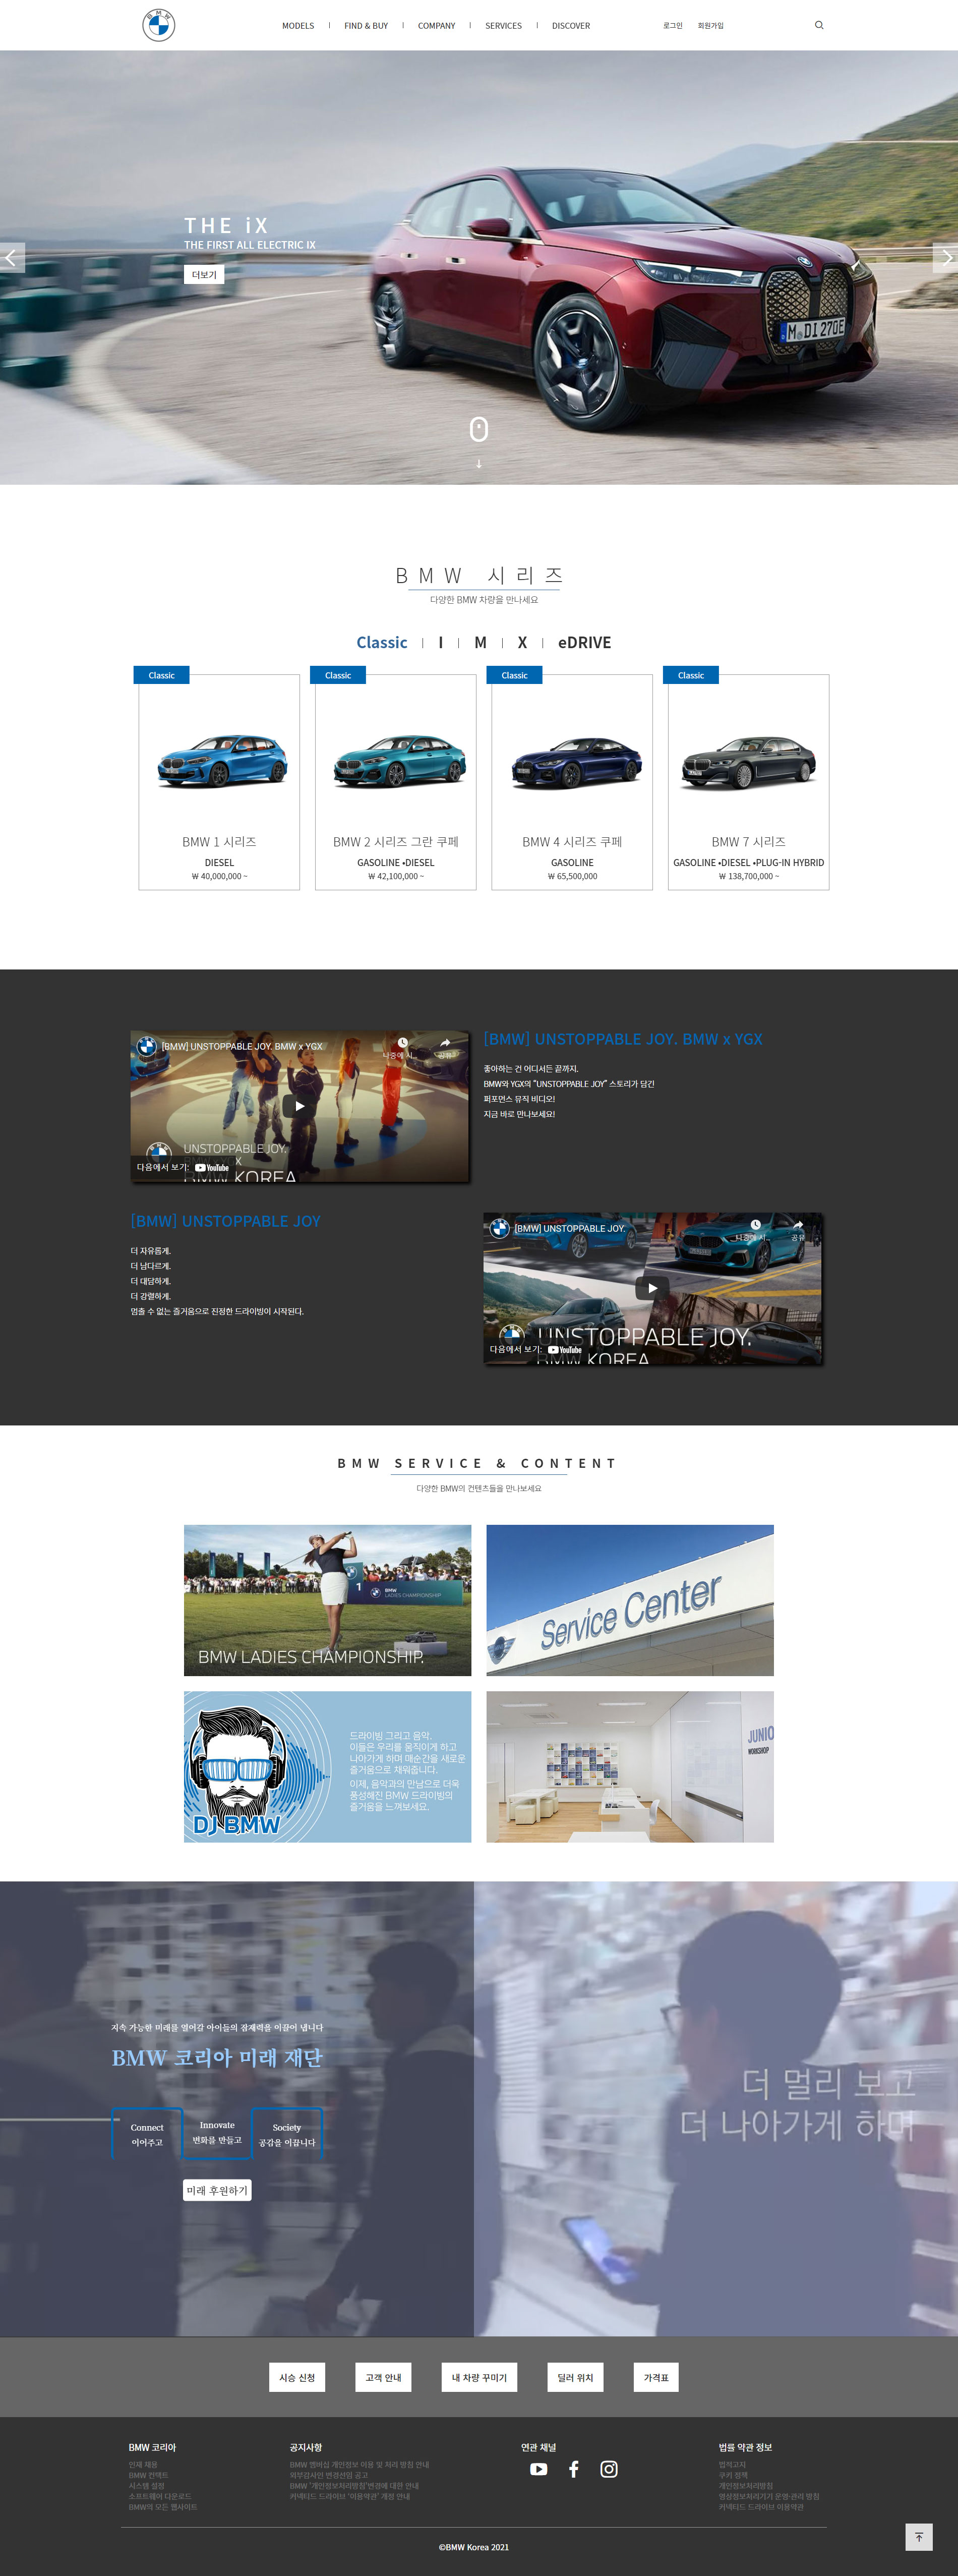 BMW
MODELS
FIND & BUY
COMPANY
SERVICES
DISCOVER
로그인
회원가입
THE iX
THE FIRST ALL ELECTRIC IX
더보기
M DI 270E
BMW 시리즈
다양한 BMW 차량을 만나세요
Classic
I
M
X
eDRIVE
Classic
Classic
Classic
Classic
BMW 1 시리즈
DIESEL
₩ 40,000,000 ~
BMW 2 시리즈 그란 쿠페
GASOLINE •DIESEL
₩ 42,100,000 ~
BMW 4 시리즈 쿠페
GASOLINE
₩ 65,500,000
BMW 7 시리즈
GASOLINE •DIESEL •PLUG-IN HYBRID
₩ 138,700,000 ~
[BMW] UNSTOPPABLE JOY. BMW x YGX
나중에 시...
공유
UNSTOPPABLE JOY.
BMW KOREA
다음에서 보기: YouTube
[BMW] UNSTOPPABLE JOY. BMW x YGX
좋아하는 건 어디서든 끝까지.
BMW와 YGX의 "UNSTOPPABLE JOY" 스토리가 담긴
퍼포먼스 뮤직 비디오!
지금 바로 만나보세요!
[BMW] UNSTOPPABLE JOY
더 자유롭게.
더 남다르게.
더 대담하게.
더 강렬하게.
멈출 수 없는 즐거움으로 진정한 드라이빙이 시작된다.
[BMW] UNSTOPPABLE JOY.
나중에 시...
공유
UNSTOPPABLE JOY.
BMW KOREA
다음에서 보기: YouTube
BMW SERVICE & CONTENT
다양한 BMW의 컨텐츠들을 만나보세요
1
BMW
LADIES CHAMPIONSHIP
BMW LADIES CHAMPIONSHIP.
Service Center
드라이빙 그리고 음악.
이들은 우리를 움직이게 하고
나아가게 하며 매순간을 새로운
즐거움으로 채워줍니다.
이제, 음악과의 만남으로 더욱
풍성해진 BMW 드라이빙의
즐거움을 느껴보세요.
DJ BMW
JUNIO
WORKSHOP
지속 가능한 미래를 열어갈 아이들의 잠재력을 이끌어 냅니다
BMW 코리아 미래 재단
Connect
이어주고
Innovate
변화를 만들고
Society
공감을 이끕니다
미래 후원하기
더 멀리 보고
더 나아가게 하며
시승 신청
고객 안내
내 차량 꾸미기
딜러 위치
가격표
BMW 코리아
인재 채용
BMW 컨택트
시스템 설정
소프트웨어 다운로드
BMW의 모든 웹사이트
공지사항
BMW 멤버십 개인정보 이용 및 처리 방침 안내
외부감사인 변경선임 공고
BMW '개인정보처리방침'변경에 대한 안내
커넥티드 드라이브 '이용약관' 개정 안내
연관 채널
법률 약관 정보
법적고지
쿠키 정책
개인정보처리방침
영상정보처리기기 운영·관리 방침
커넥티드 드라이브 이용약관
©BMW Korea 2021